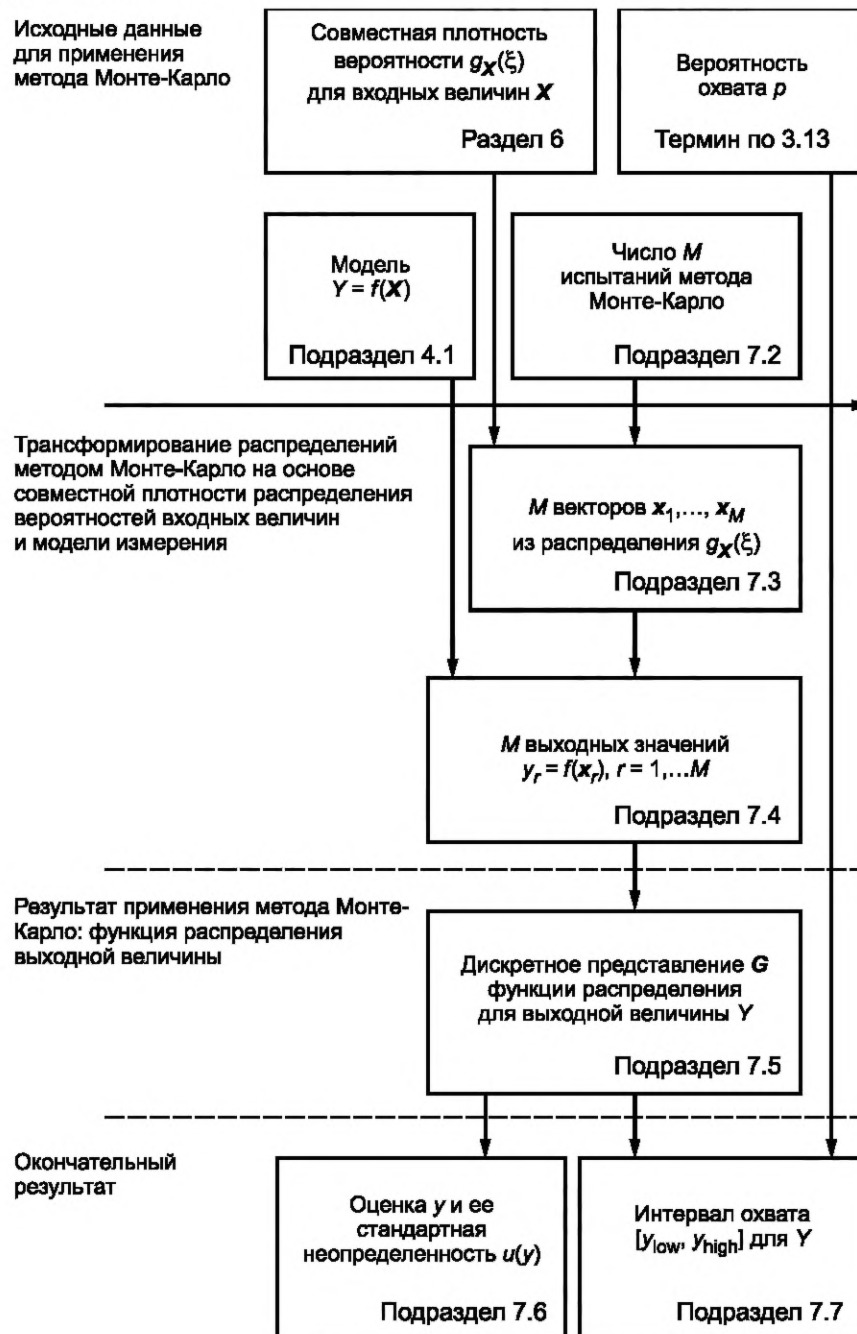 Исходные данные
для применения
метода Монте-Карло
Совместная плотность
вероятности gX(ξ)
для входных величин X
Раздел 6
Вероятность
охвата p
Термин по 3.13
Модель
Y = f(X)
Подраздел 4.1
Число M
испытаний метода
Монте-Карло
Подраздел 7.2
Трансформирование распределений
методом Монте-Карло на основе
совместной плотности распределения
вероятностей входных величин
и модели измерения
M векторов x1,..., xM
из распределения gX(ξ)
Подраздел 7.3
M выходных значений
yr = f(xr), r = 1,...M
Подраздел 7.4
Результат применения метода Монте-
Карло: функция распределения
выходной величины
Дискретное представление G
функции распределения
для выходной величины Y
Подраздел 7.5
Окончательный
результат
Оценка y и ее
стандартная
неопределенность u(y)
Подраздел 7.6
Интервал охвата
[ylow, yhigh] для Y
Подраздел 7.7